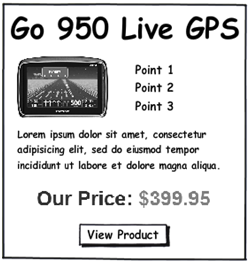 Go 950 Live GPS
Point 1
Point 2
Point 3
Lorem ipsum dolor sit amet, consectetur
adipisicing elit, sed do eiusmod tempor
incididunt ut labore et dolore magna aliqua.
Our Price: $399.95
View Product